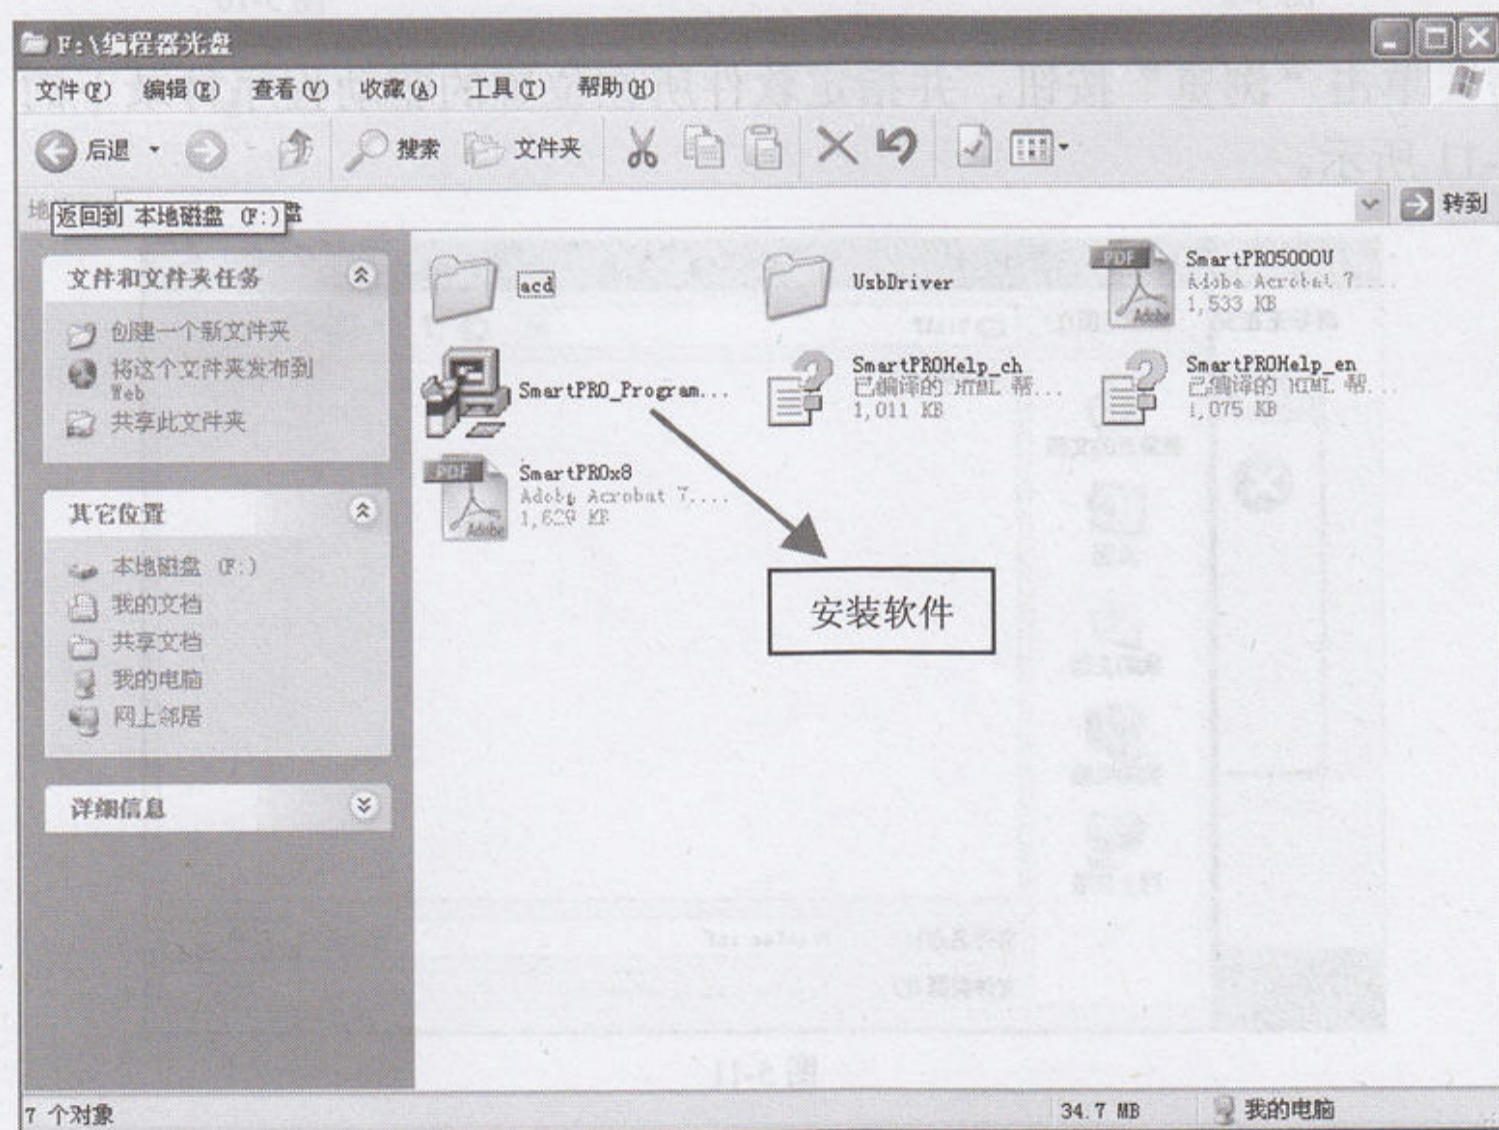 F:\编程器光盘
文件(F) 编辑(E) 查看(V) 收藏(A) 工具(T) 帮助(H)
后退 搜索 文件夹
返回到 本地磁盘 (F:) 盘 转到
文件和文件夹任务
创建一个新文件夹
将这个文件夹发布到
Web
共享此文件夹
其它位置
本地磁盘 (F:)
我的文档
共享文档
我的电脑
网上邻居
详细信息
acd
UsbDriver
PDF
Adobe
SmartPRO5000U
Adobe Acrobat 7....
1,533 KB
SmartPRO_Program...
SmartPROHelp_ch
已编译的 HTML 帮...
1,011 KB
SmartPROHelp_en
已编译的 HTML 帮...
1,075 KB
PDF
Adobe
SmartPROx8
Adobe Acrobat 7....
1,629 KB
安装软件
7 个对象 34.7 MB 我的电脑